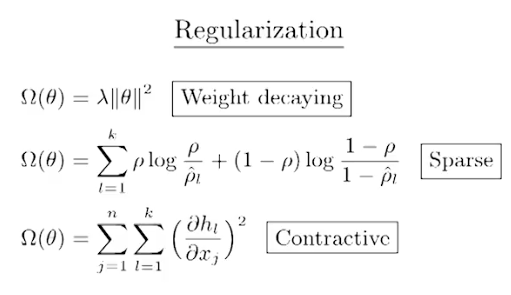 Regularization
Ω(θ) = λ‖θ‖² Weight decaying
Ω(θ) = ∑_{l=1}^{k} ρ log ρ/ρ̂_l + (1 − ρ) log (1 − ρ)/(1 − ρ̂_l) Sparse
Ω(θ) = ∑_{j=1}^{n} ∑_{l=1}^{k} (∂h_l/∂x_j)² Contractive